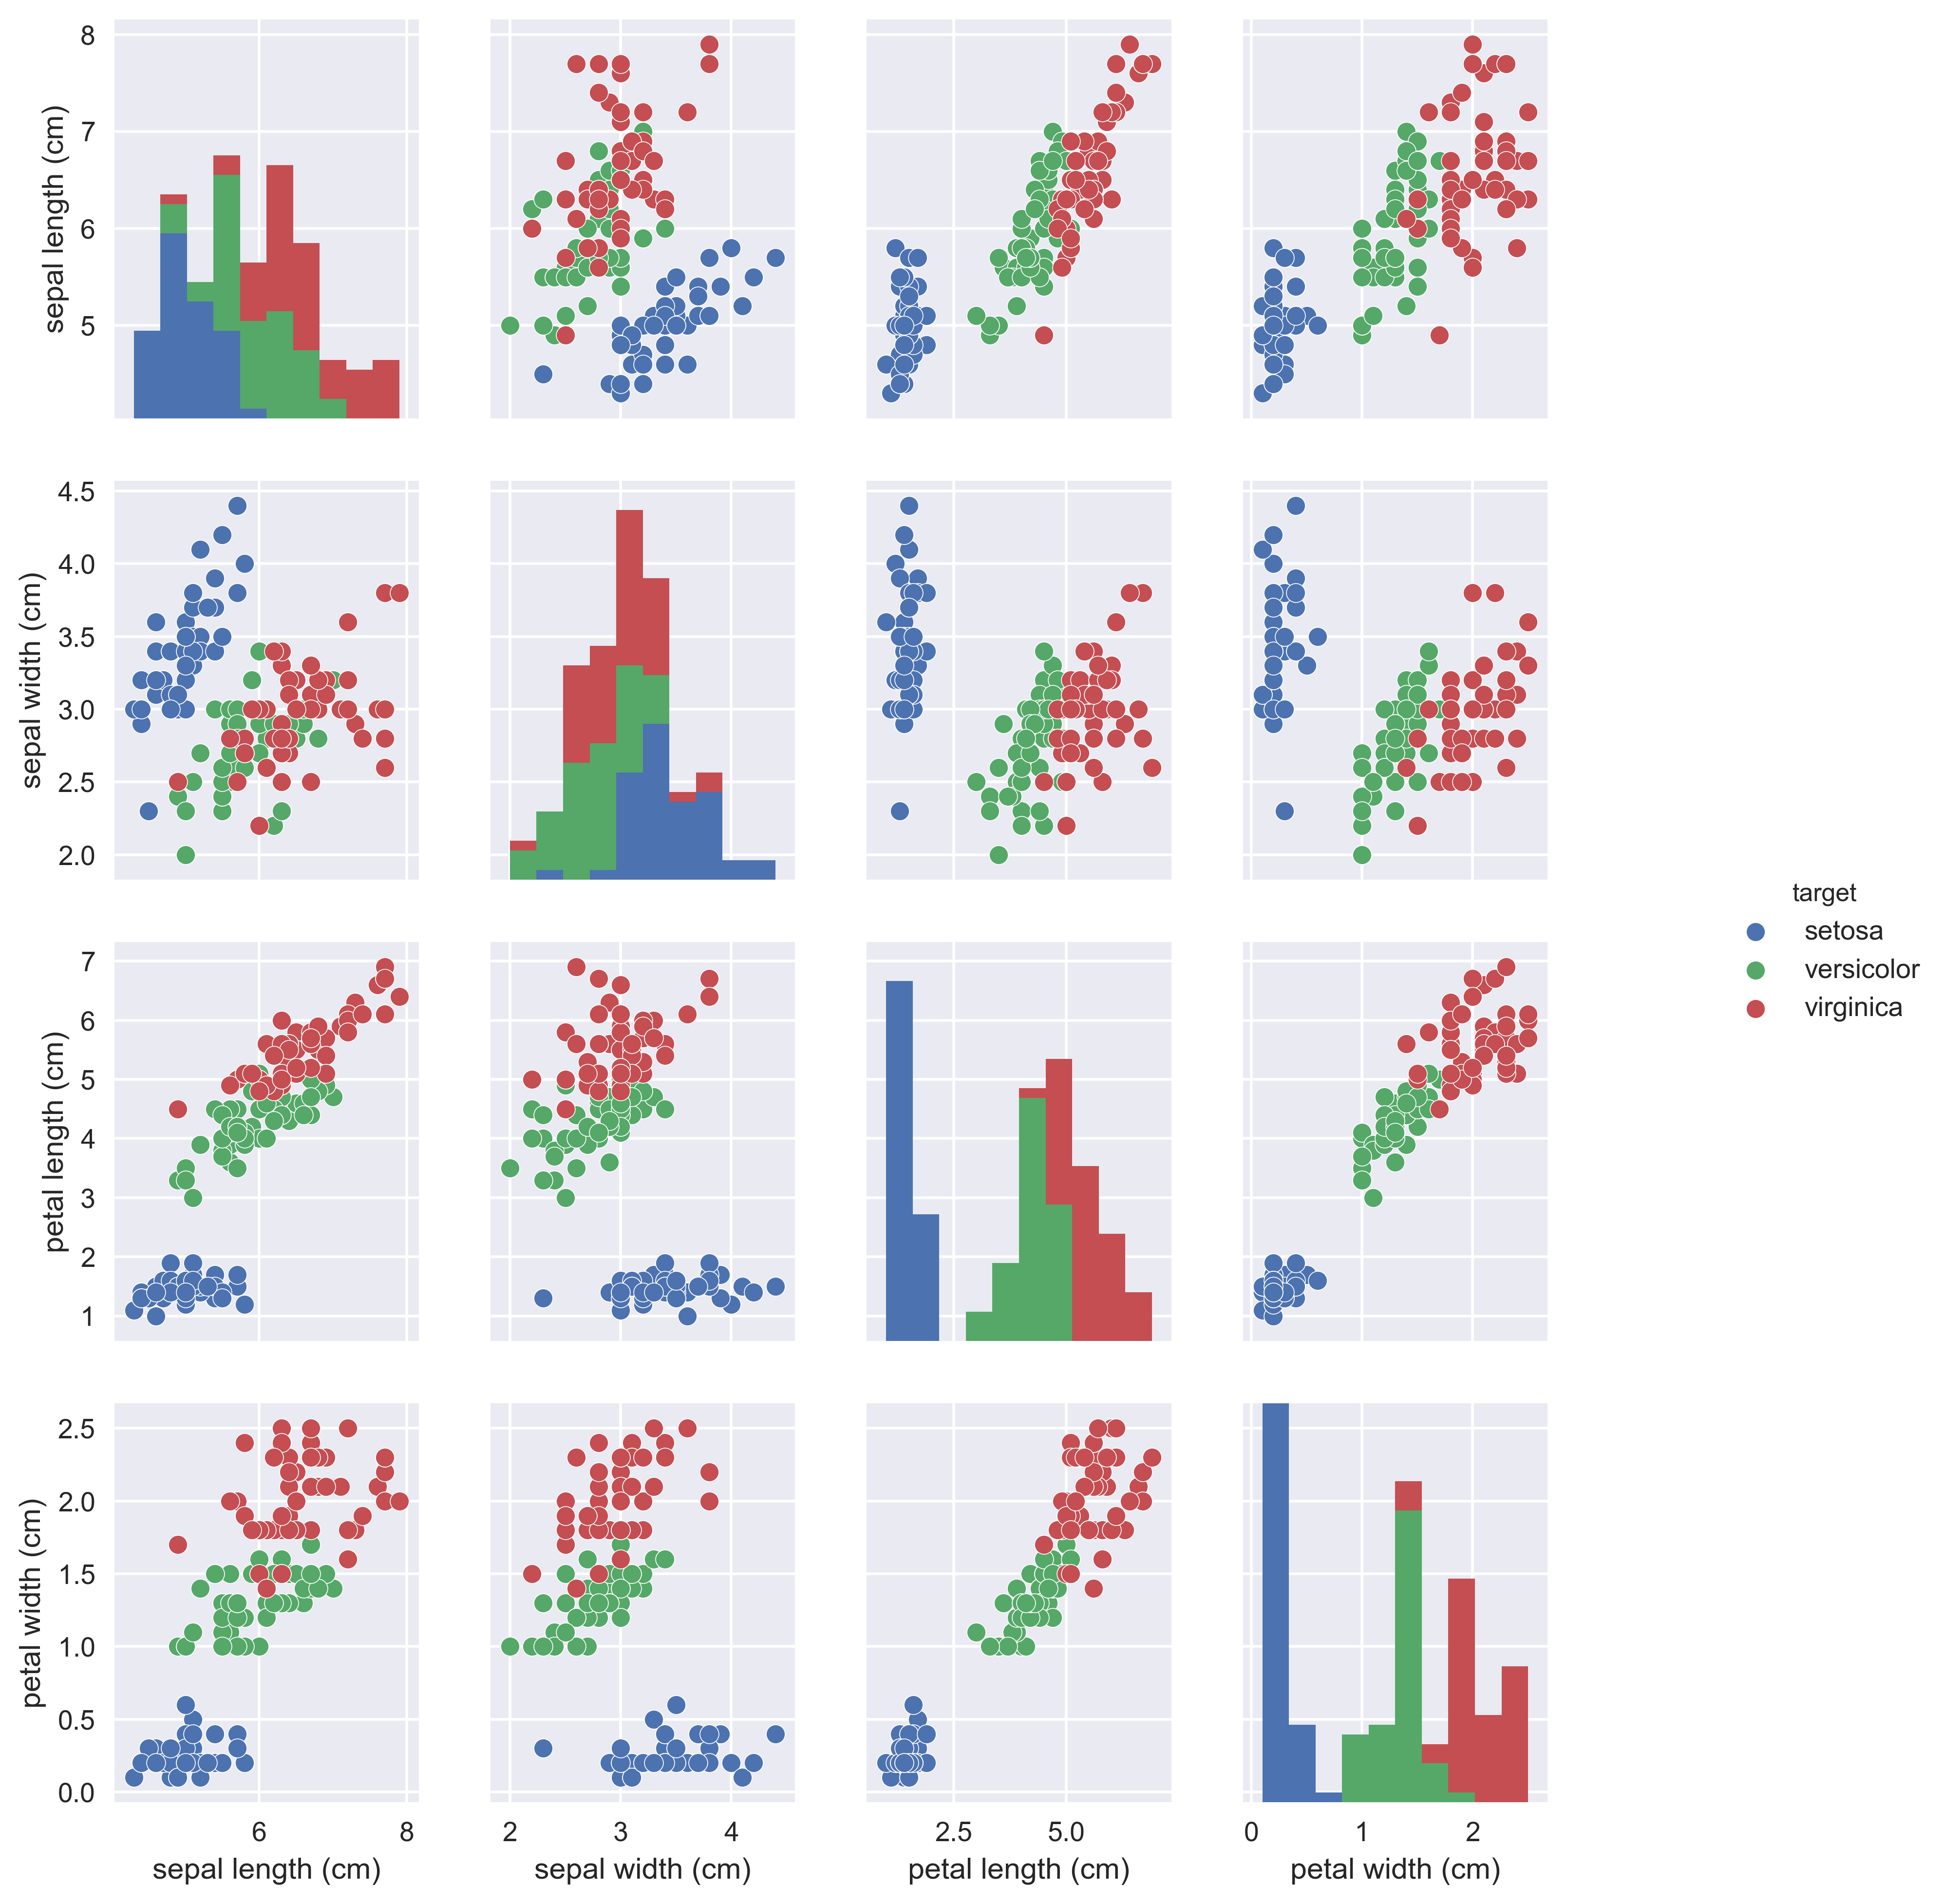 8
7
6
5
sepal length (cm)
4.5
4.0
3.5
3.0
2.5
2.0
sepal width (cm)
target
setosa
versicolor
virginica
7
6
5
4
3
2
1
petal length (cm)
2.5
2.0
1.5
1.0
0.5
0.0
petal width (cm)
6 8 2 3 4 2.5 5.0 0 1 2
sepal length (cm) sepal width (cm) petal length (cm) petal width (cm)